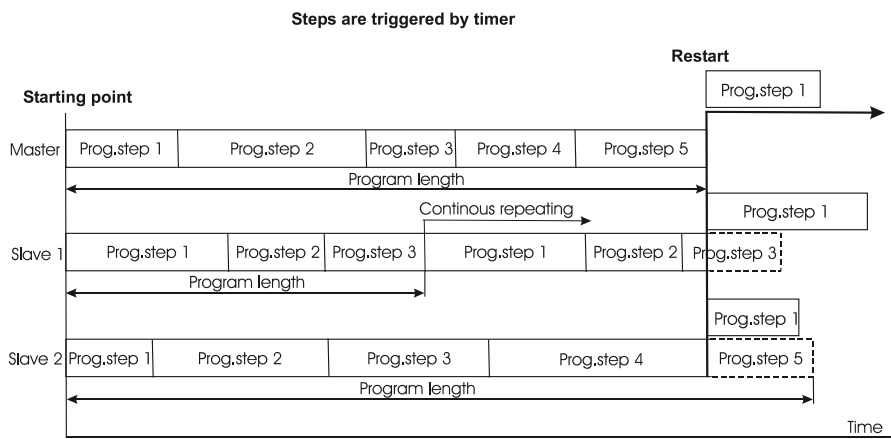 Steps are triggered by timer
Restart
Prog.step 1
Starting point
Master
Prog.step 1
Prog.step 2
Prog.step 3
Prog.step 4
Prog.step 5
Program length
Continous repeating
Prog.step 1
Slave 1
Prog.step 1
Prog.step 2
Prog.step 3
Prog.step 1
Prog.step 2
Prog.step 3
Program length
Prog.step 1
Slave 2
Prog.step 1
Prog.step 2
Prog.step 3
Prog.step 4
Prog.step 5
Program length
Time